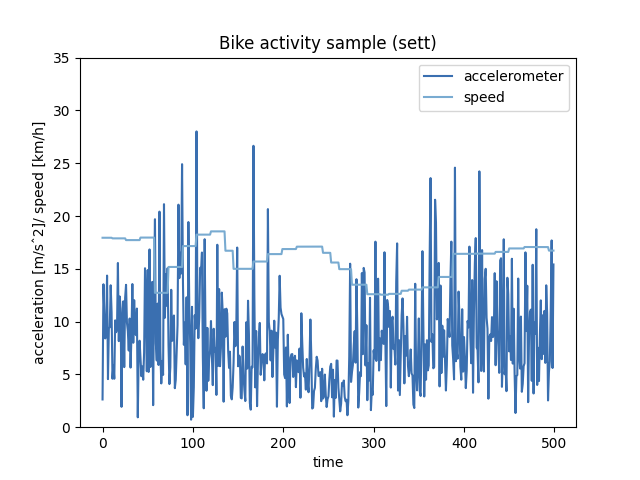 Bike activity sample (sett)
accelerometer
speed
acceleration [m/s^2]/ speed [km/h]
35
30
25
20
15
10
5
0
0 100 200 300 400 500
time